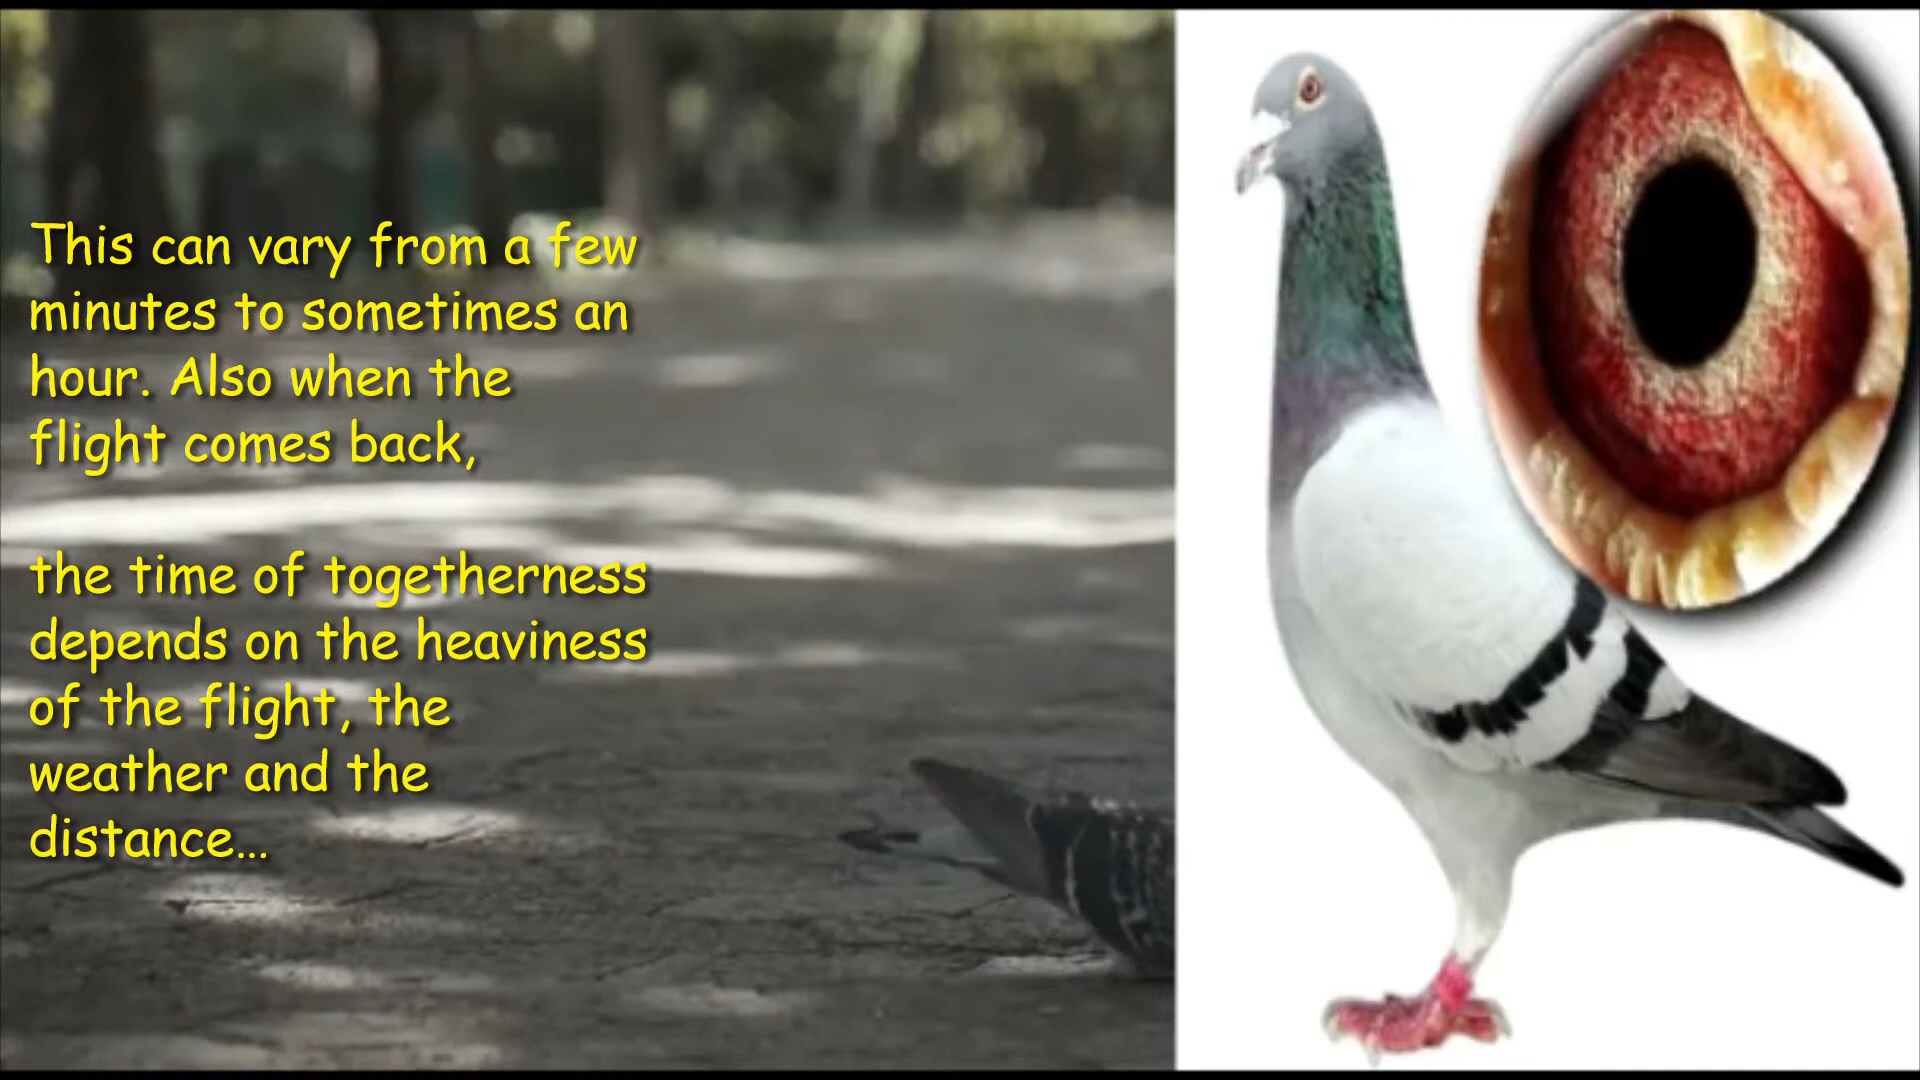 This can vary from a few
minutes to sometimes an
hour. Also when the
flight comes back,
the time of togetherness
depends on the heaviness
of the flight, the
weather and the
distance...